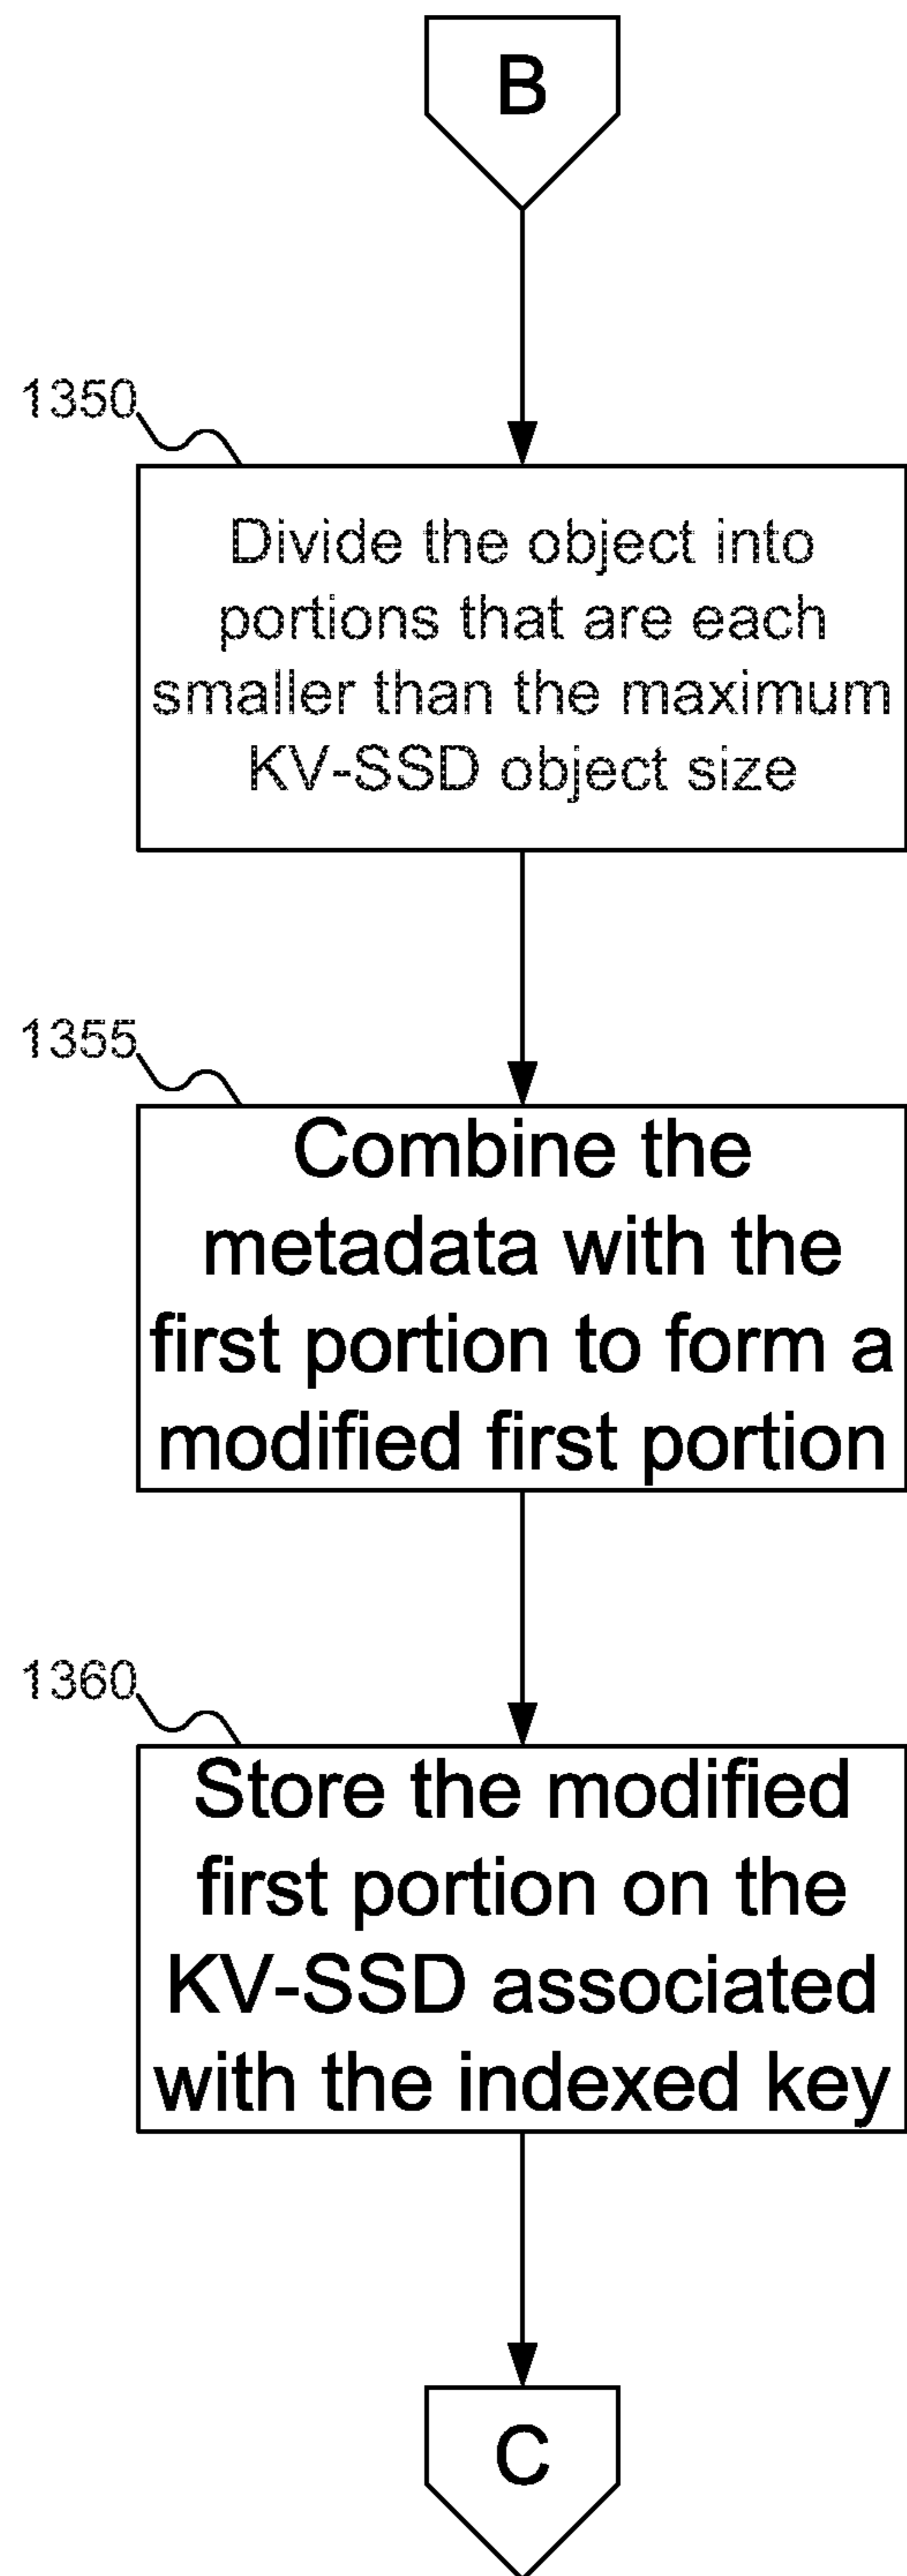 B
1350
Divide the object into
portions that are each
smaller than the maximum
KV-SSD object size
1355
Combine the
metadata with the
first portion to form a
modified first portion
1360
Store the modified
first portion on the
KV-SSD associated
with the indexed key
C